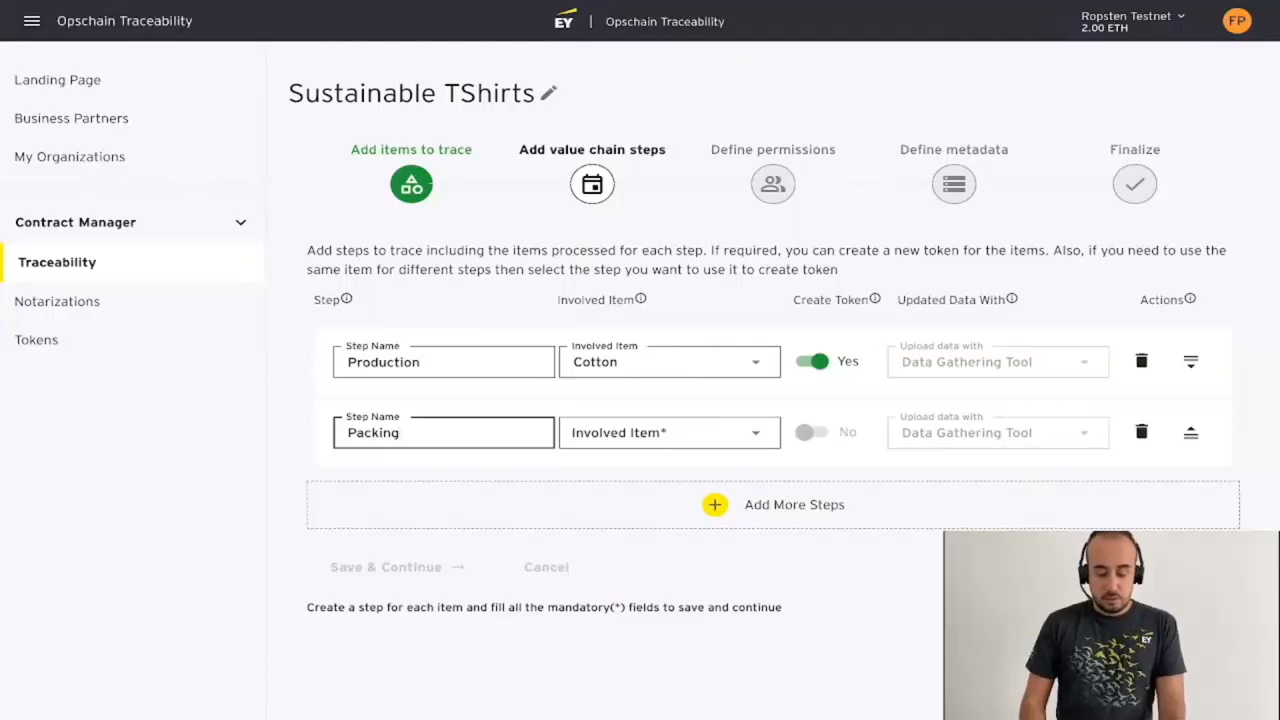 Opschain Traceability
EY | Opschain Traceability
Ropsten Testnet
2.00 ETH
FP
Landing Page
Business Partners
My Organizations
Contract Manager
Traceability
Notarizations
Tokens
Sustainable TShirts
Add items to trace
Add value chain steps
Define permissions
Define metadata
Finalize
Add steps to trace including the items processed for each step. If required, you can create a new token for the items. Also, if you need to use the
same item for different steps then select the step you want to use it to create token
Step Involved Item Create Token Updated Data With Actions
Step Name Involved Item Upload data with
Production Cotton Yes Data Gathering Tool
Step Name Upload data with
Packing Involved Item* No Data Gathering Tool
+ Add More Steps
Save & Continue → Cancel
Create a step for each item and fill all the mandatory(*) fields to save and continue
EY